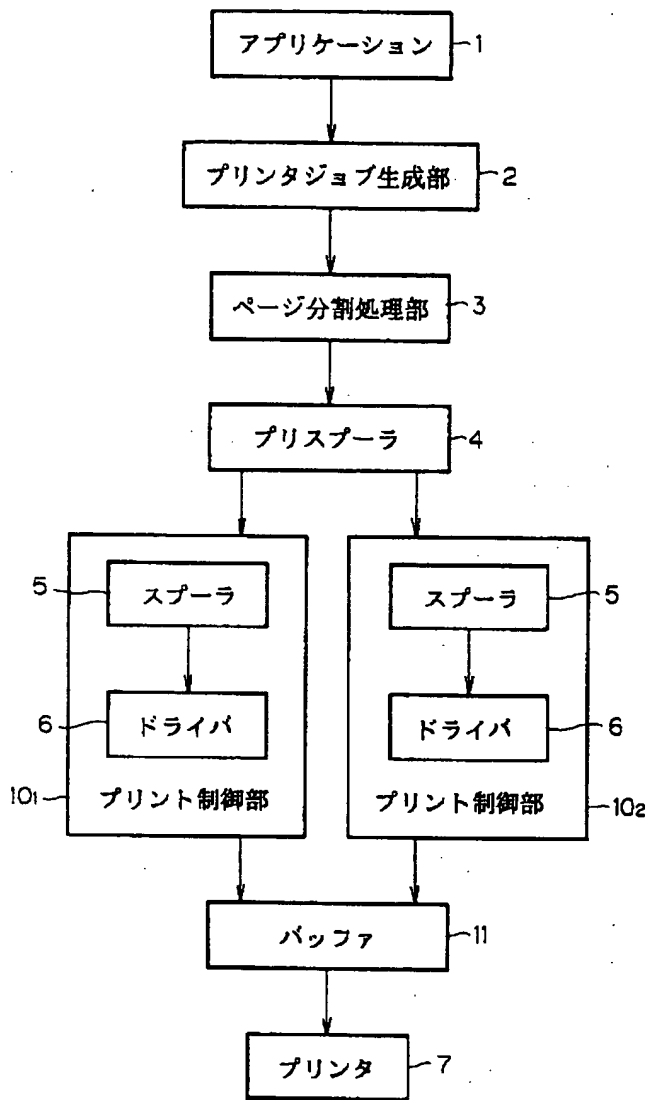 アプリケーション 1
プリンタジョブ生成部 2
ページ分割処理部 3
プリスプーラ 4
5 スプーラ
スプーラ 5
6 ドライバ
ドライバ 6
10₁ プリント制御部
プリント制御部 10₂
バッファ 11
プリンタ 7